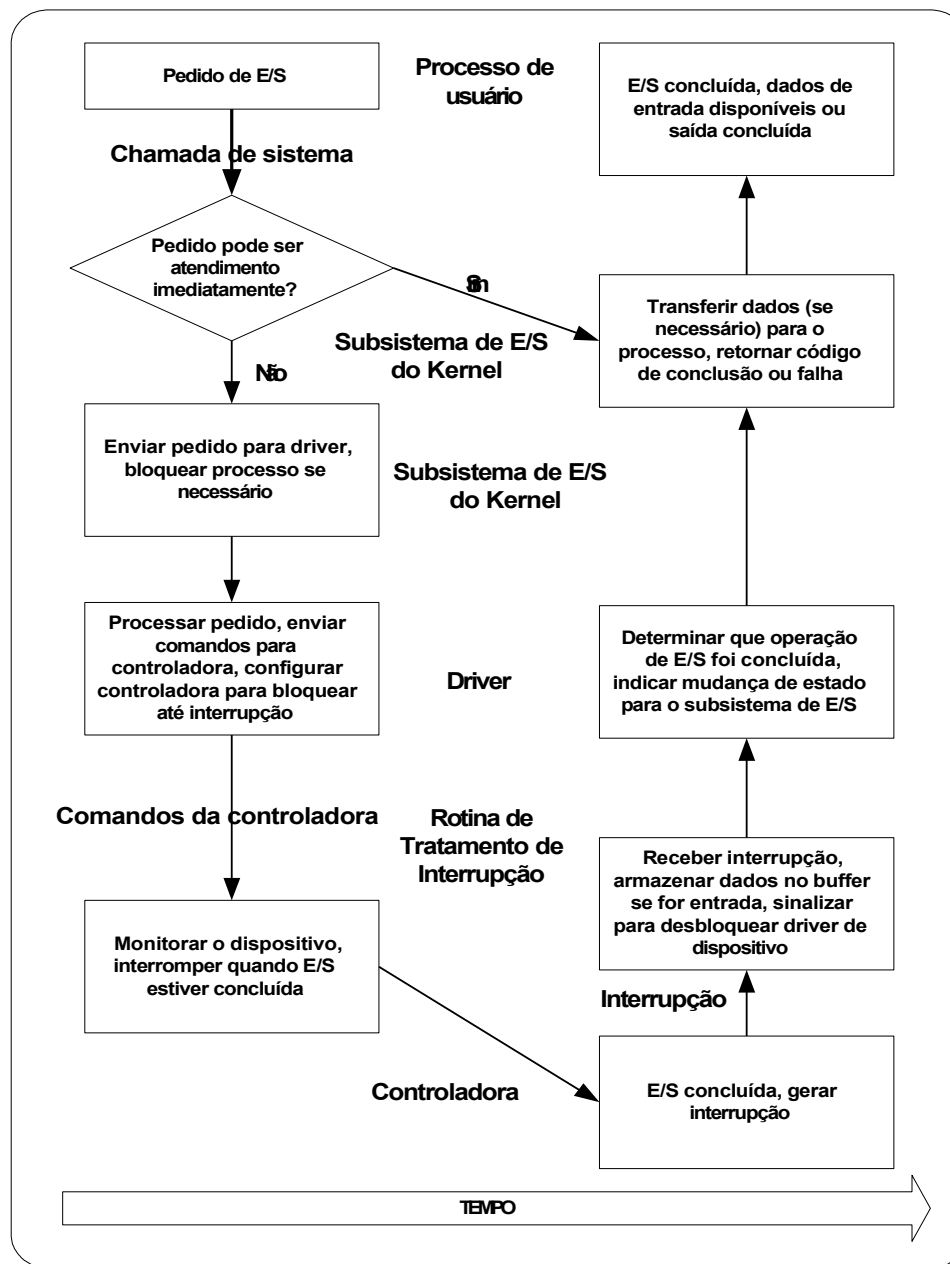 Pedido de E/S
Processo de
usuário
E/S concluída, dados de
entrada disponíveis ou
saída concluída
Chamada de sistema
Pedido pode ser
atendimento
imediatamente?
Sim
Transferir dados (se
necessário) para o
processo, retornar código
de conclusão ou falha
Subsistema de E/S
do Kernel
Não
Enviar pedido para driver,
bloquear processo se
necessário
Subsistema de E/S
do Kernel
Processar pedido, enviar
comandos para
controladora, configurar
controladora para bloquear
até interrupção
Driver
Determinar que operação
de E/S foi concluída,
indicar mudança de estado
para o subsistema de E/S
Comandos da controladora
Rotina de
Tratamento de
Interrupção
Receber interrupção,
armazenar dados no buffer
se for entrada, sinalizar
para desbloquear driver de
dispositivo
Monitorar o dispositivo,
interromper quando E/S
estiver concluída
Interrupção
Controladora
E/S concluída, gerar
interrupção
TEMPO